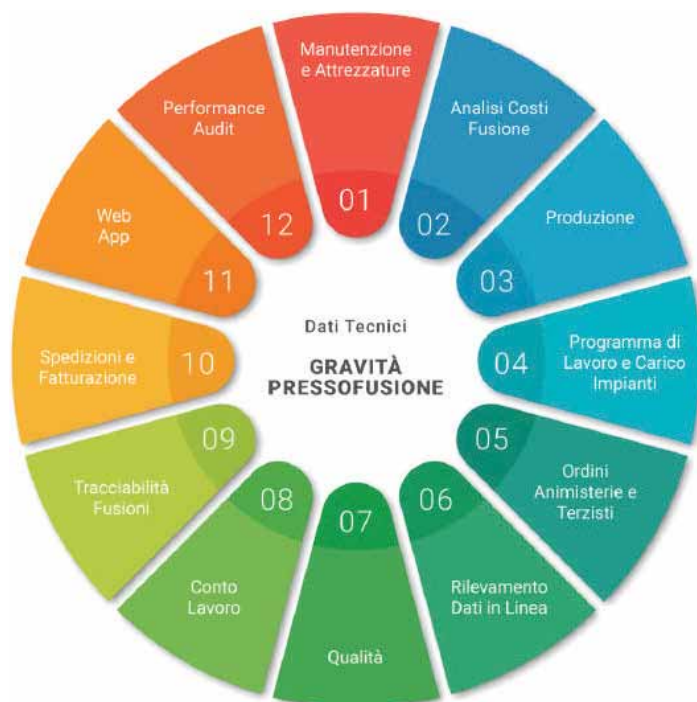 Manutenzione
e Attrezzature
01
Analisi Costi
Fusione
02
Produzione
03
Programma di
Lavoro e Carico
Impianti
04
Ordini
Animisterie e
Terzisti
05
Rilevamento
Dati in Linea
06
Qualità
07
Conto
Lavoro
08
Tracciabilità
Fusioni
09
Spedizioni e
Fatturazione
10
Web
App
11
Performance
Audit
12
Dati Tecnici
GRAVITÀ
PRESSOFUSIONE